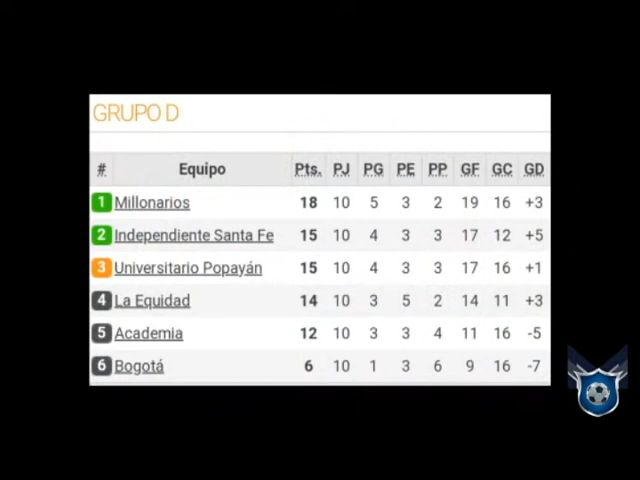 GRUPO D
# Equipo Pts. PJ PG PE PP GF GC GD
1 Millonarios 18 10 5 3 2 19 16 +3
2 Independiente Santa Fe 15 10 4 3 3 17 12 +5
3 Universitario Popayán 15 10 4 3 3 17 16 +1
4 La Equidad 14 10 3 5 2 14 11 +3
5 Academia 12 10 3 3 4 11 16 -5
6 Bogotá 6 10 1 3 6 9 16 -7